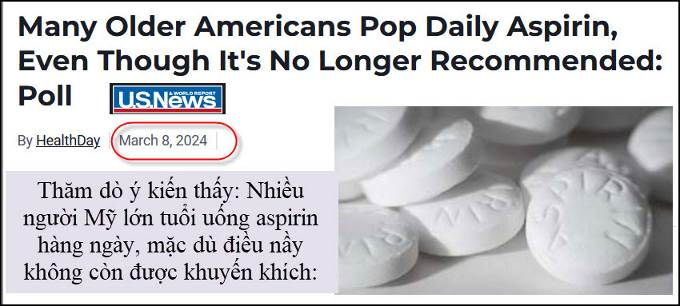 Many Older Americans Pop Daily Aspirin,
Even Though It's No Longer Recommended:
Poll
U.S.News
& WORLD REPORT
By HealthDay
March 8, 2024
Thăm dò ý kiến thấy: Nhiều
người Mỹ lớn tuổi uống aspirin
hàng ngày, mặc dù điều nầy
không còn được khuyến khích:
ASPIRIN